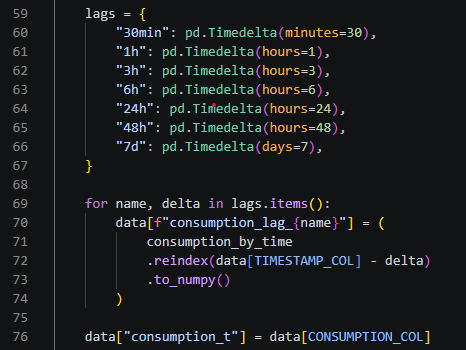 59 lags = {
60 "30min": pd.Timedelta(minutes=30),
61 "1h": pd.Timedelta(hours=1),
62 "3h": pd.Timedelta(hours=3),
63 "6h": pd.Timedelta(hours=6),
64 "24h": pd.Timedelta(hours=24),
65 "48h": pd.Timedelta(hours=48),
66 "7d": pd.Timedelta(days=7),
67 }
68
69 for name, delta in lags.items():
70 data[f"consumption_lag_{name}"] = (
71 consumption_by_time
72 .reindex(data[TIMESTAMP_COL] - delta)
73 .to_numpy()
74 )
75
76 data["consumption_t"] = data[CONSUMPTION_COL]